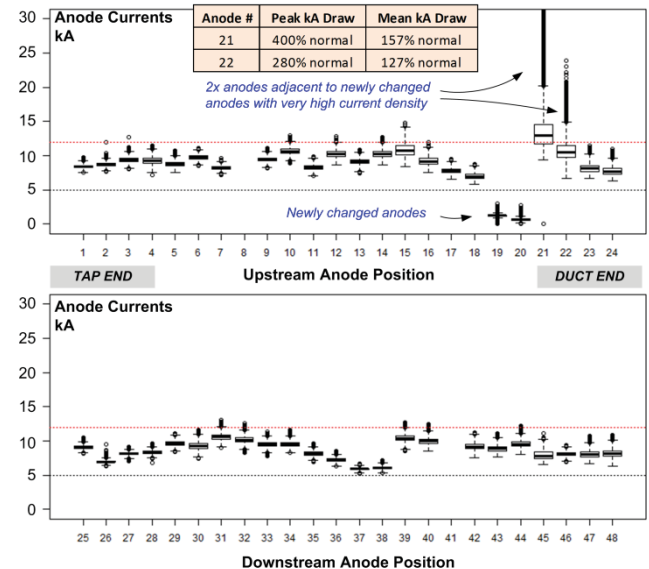 Anode Currents
kA
Anode # Peak kA Draw Mean kA Draw
21 400% normal 157% normal
22 280% normal 127% normal
2x anodes adjacent to newly changed
anodes with very high current density
Newly changed anodes
30
25
20
15
10
5
0
1 2 3 4 5 6 7 8 9 10 11 12 13 14 15 16 17 18 19 20 21 22 23 24
TAP END Upstream Anode Position DUCT END
Anode Currents
kA
30
25
20
15
10
5
0
25 26 27 28 29 30 31 32 33 34 35 36 37 38 39 40 41 42 43 44 45 46 47 48
Downstream Anode Position